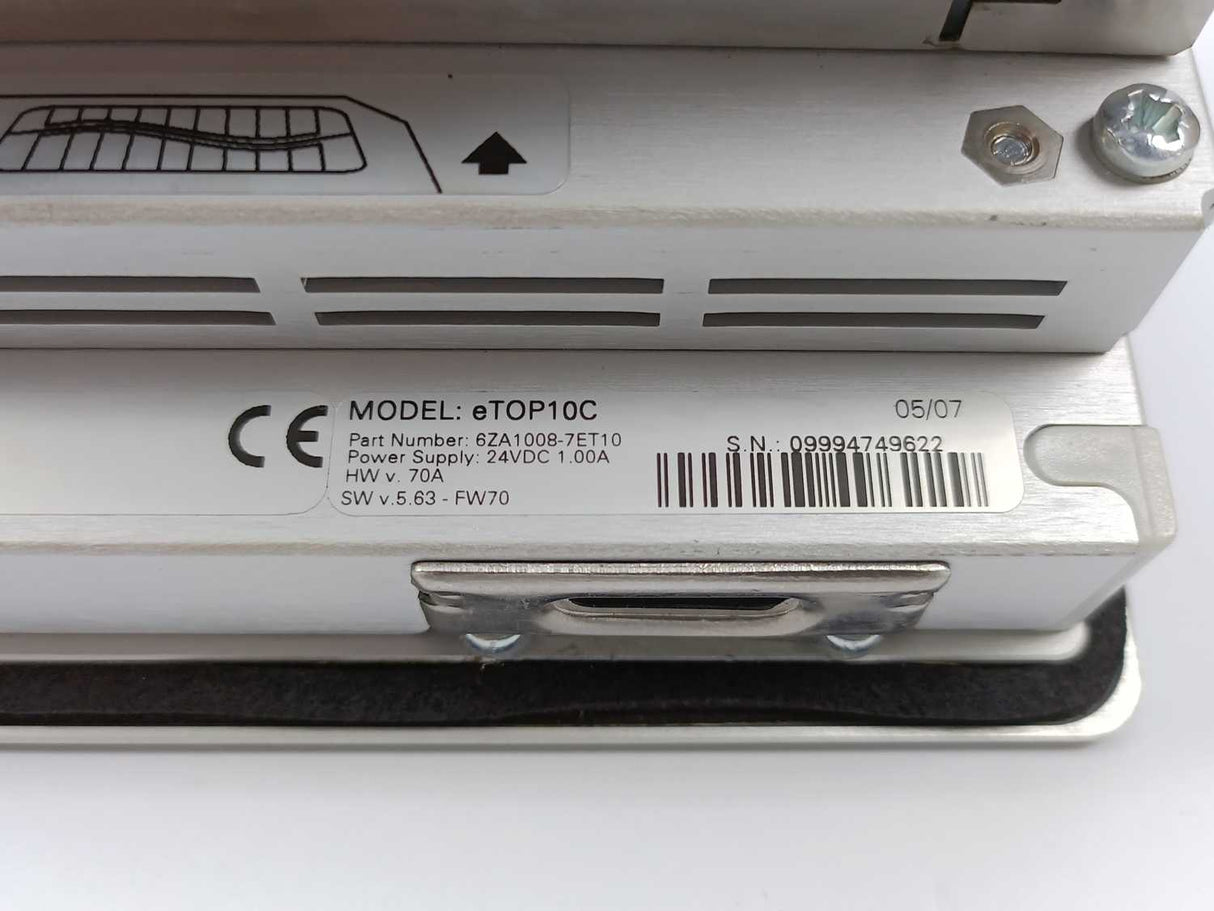 CE
MODEL: eTOP10C
05/07
Part Number: 6ZA1008-7ET10
S.N.: 09994749622
Power Supply: 24VDC 1.00A
HW v. 70A
SW v.5.63 - FW70